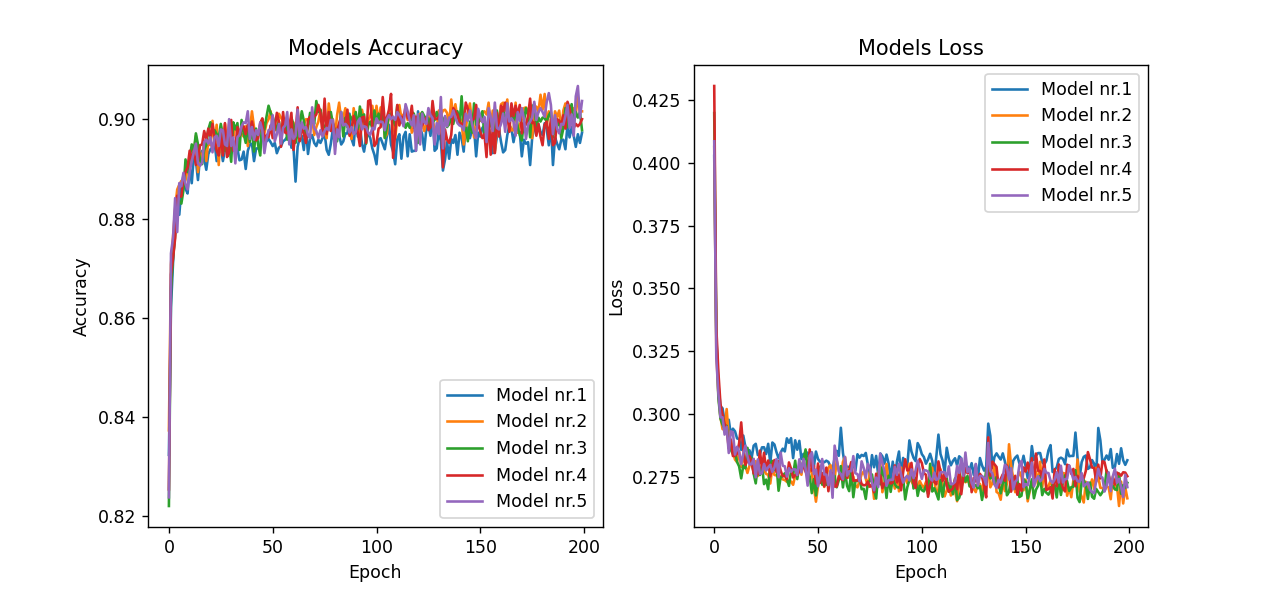 Models Accuracy
Accuracy
0.90
0.88
0.86
0.84
0.82
0
50
100
150
200
Epoch
Model nr.1
Model nr.2
Model nr.3
Model nr.4
Model nr.5
Models Loss
Loss
0.425
0.400
0.375
0.350
0.325
0.300
0.275
0
50
100
150
200
Epoch
Model nr.1
Model nr.2
Model nr.3
Model nr.4
Model nr.5